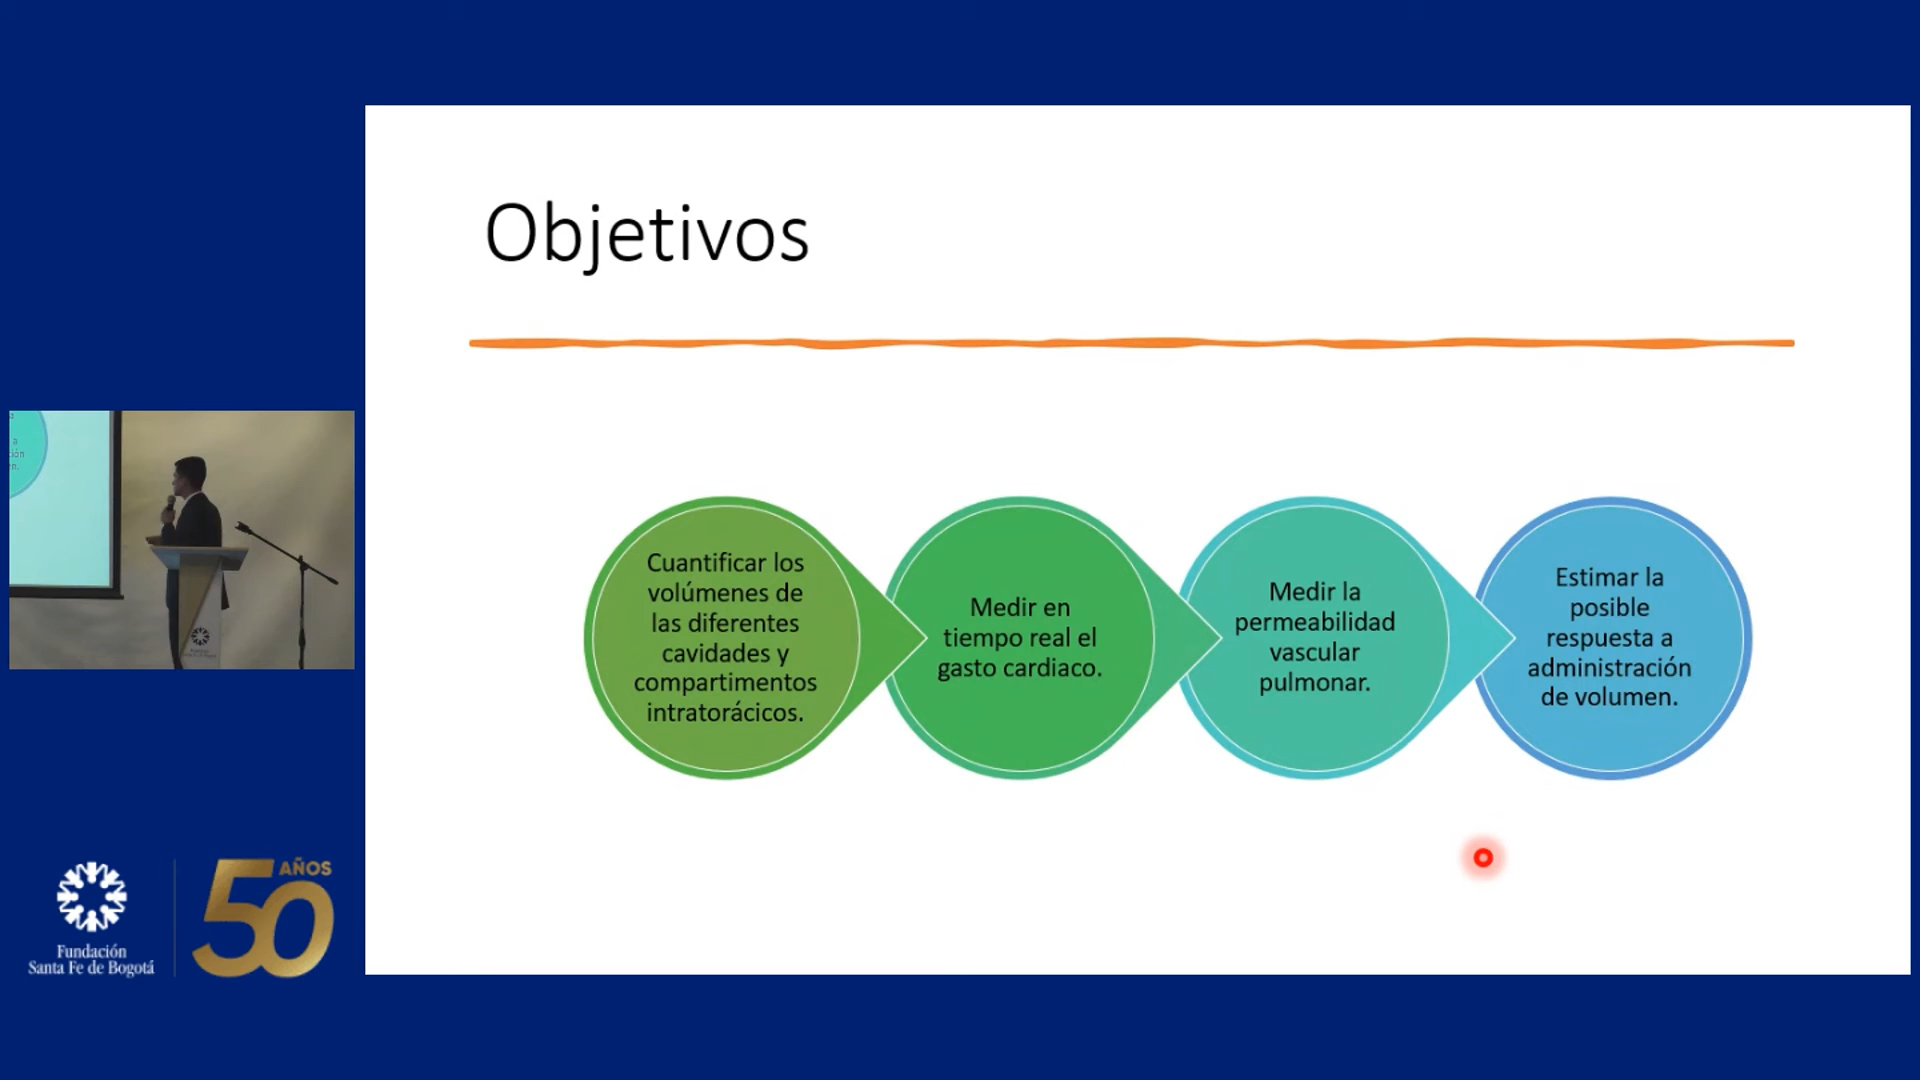 Objetivos
Cuantificar los
volúmenes de
las diferentes
cavidades y
compartimentos
intratorácicos.
Medir en
tiempo real el
gasto cardiaco.
Medir la
permeabilidad
vascular
pulmonar.
Estimar la
posible
respuesta a
administración
de volumen.
Fundación
Santa Fe de Bogotá
50 AÑOS